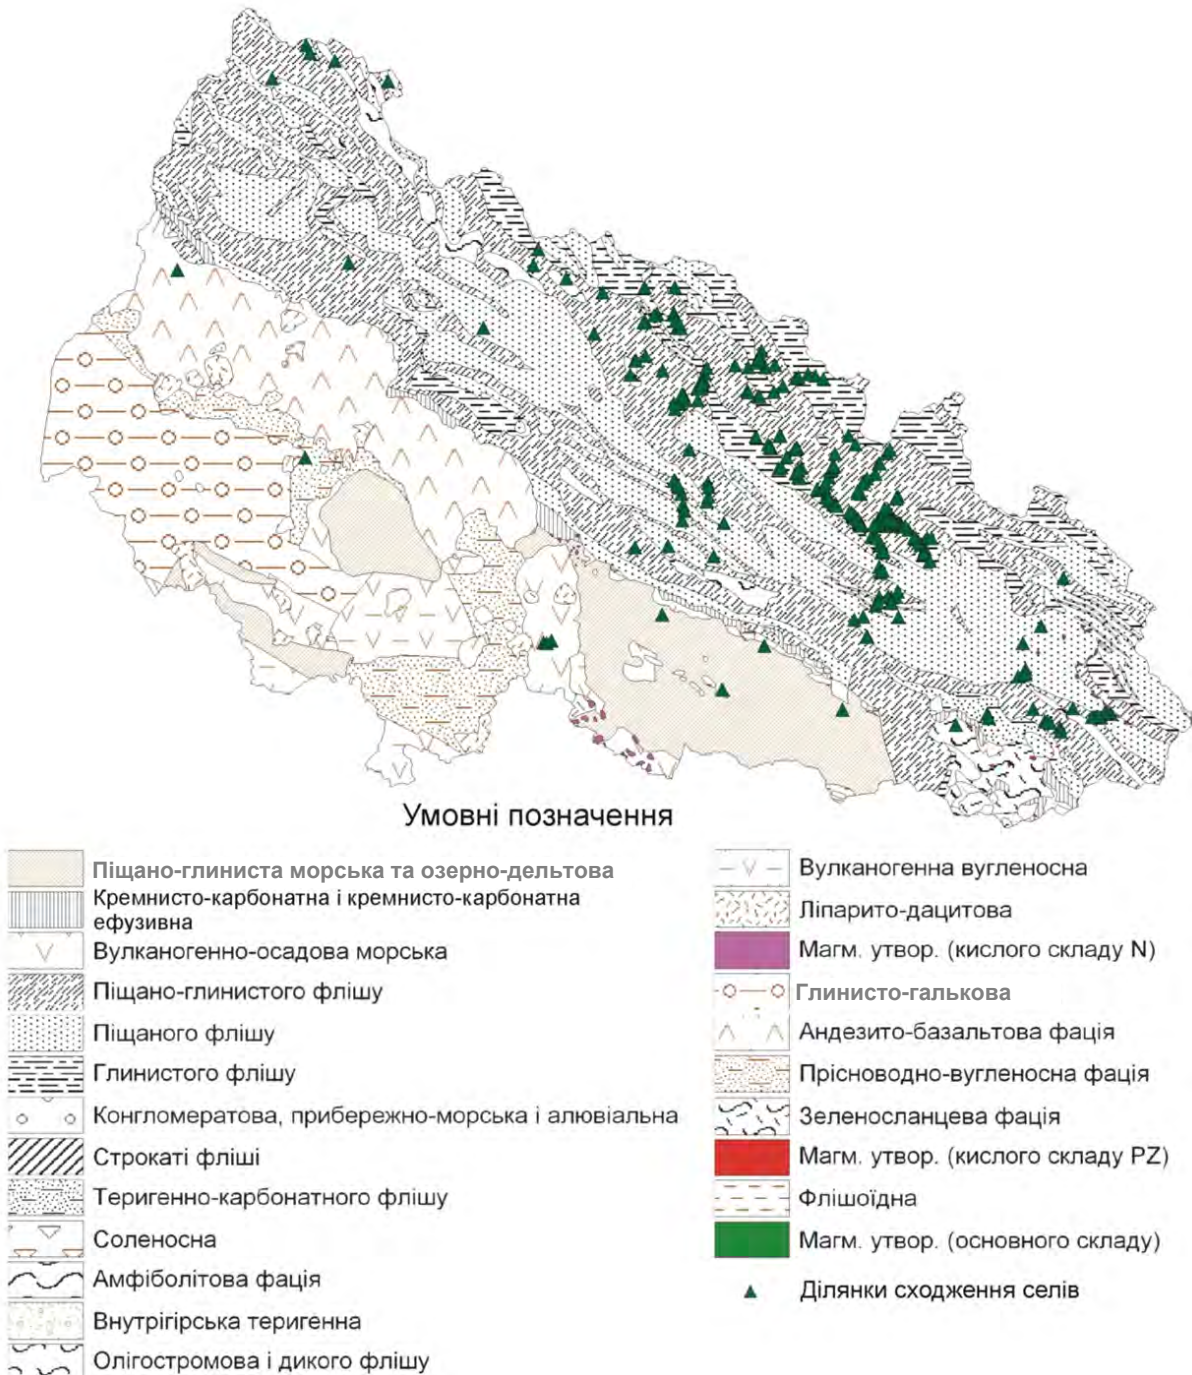 Умовні позначення
Піщано-глиниста морська та озерно-дельтова
Кремнисто-карбонатна і кремнисто-карбонатна
ефузивна
Вулканогенно-осадова морська
Піщано-глинистого флішу
Піщаного флішу
Глинистого флішу
Конгломератова, прибережно-морська і алювіальна
Строкаті фліші
Теригенно-карбонатного флішу
Соленосна
Амфіболітова фація
Внутрігірська теригенна
Олігостромова і дикого флішу
Вулканогенна вугленосна
Ліпарито-дацитова
Магм. утвор. (кислого складу N)
Глинисто-галькова
Андезито-базальтова фація
Прісноводно-вугленосна фація
Зеленосланцева фація
Магм. утвор. (кислого складу PZ)
Флішоїдна
Магм. утвор. (основного складу)
Ділянки сходження селів